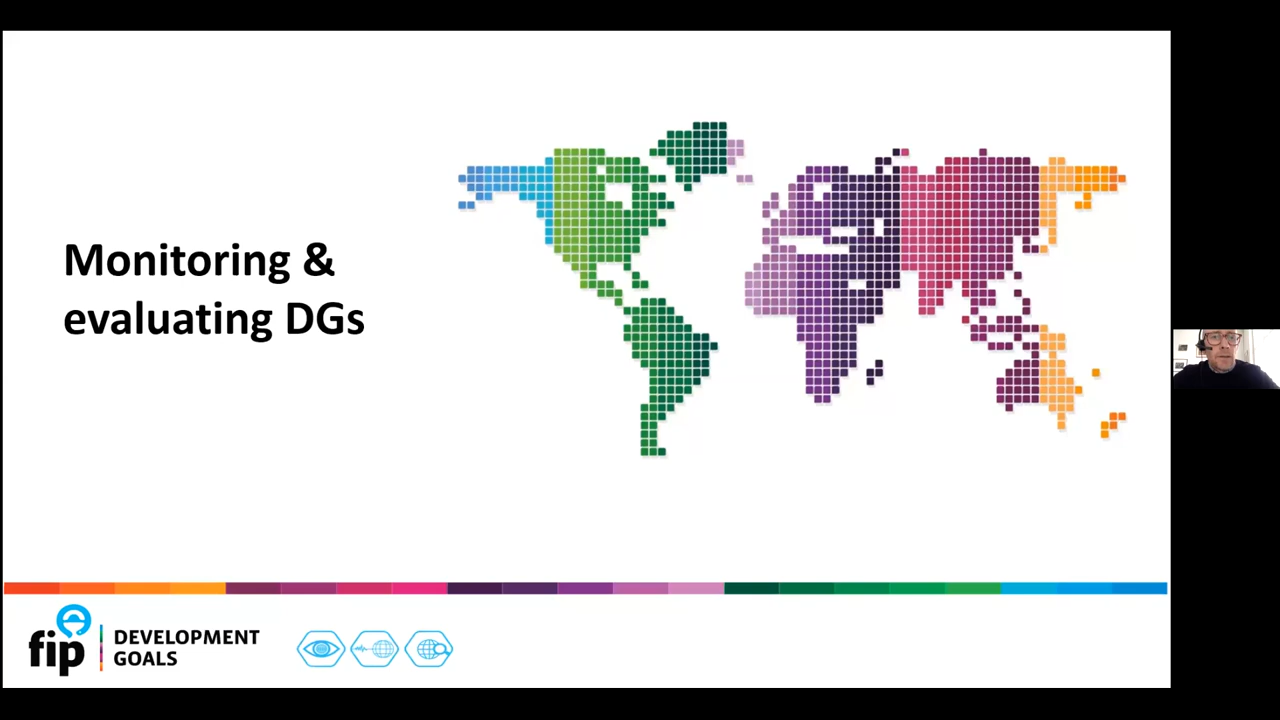 Monitoring &
evaluating DGs
fip
DEVELOPMENT
GOALS